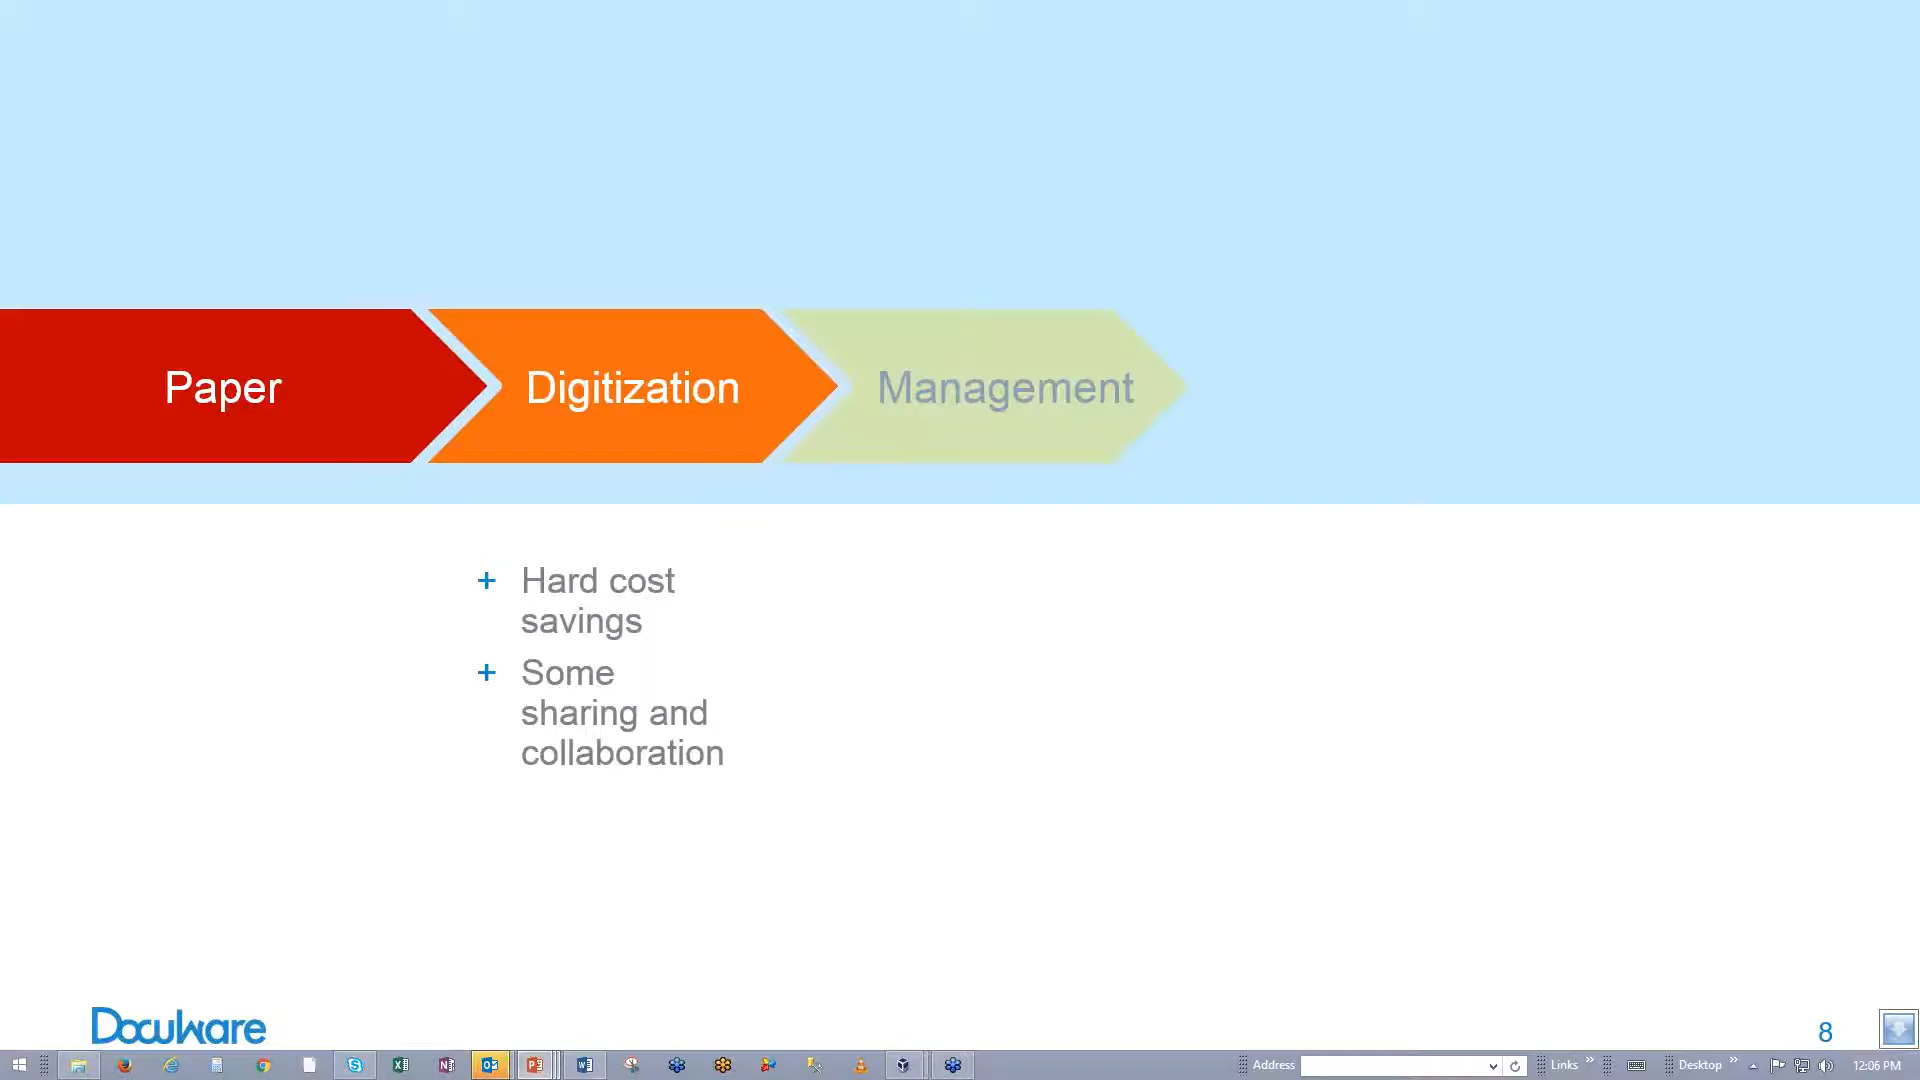 Paper
Digitization
Management
+ Hard cost
savings
+ Some
sharing and
collaboration
DocuWare
8
Address
Links
Desktop
12:06 PM